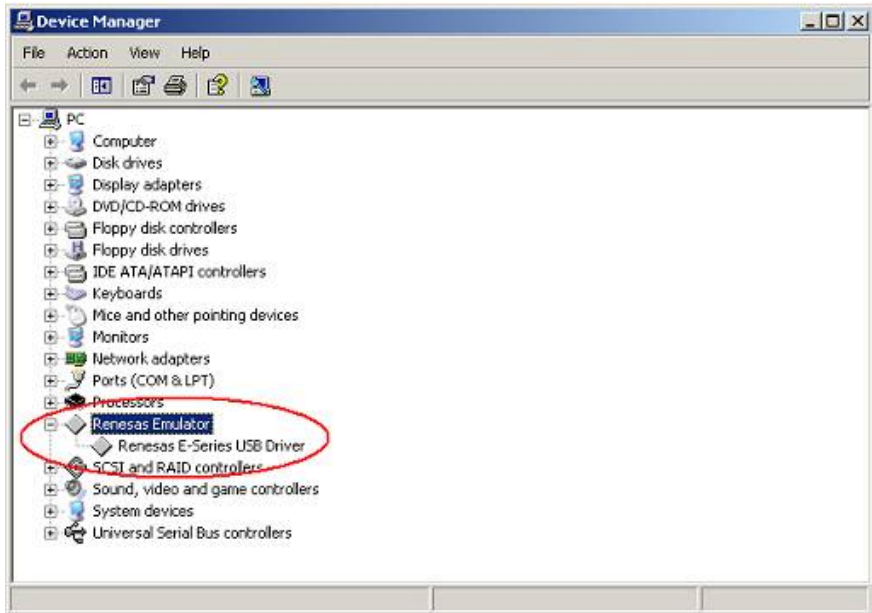 Device Manager
File Action View Help
PC
Computer
Disk drives
Display adapters
DVD/CD-ROM drives
Floppy disk controllers
Floppy disk drives
IDE ATA/ATAPI controllers
Keyboards
Mice and other pointing devices
Monitors
Network adapters
Ports (COM & LPT)
Processors
Renesas Emulator
Renesas E-Series USB Driver
SCSI and RAID controllers
Sound, video and game controllers
System devices
Universal Serial Bus controllers